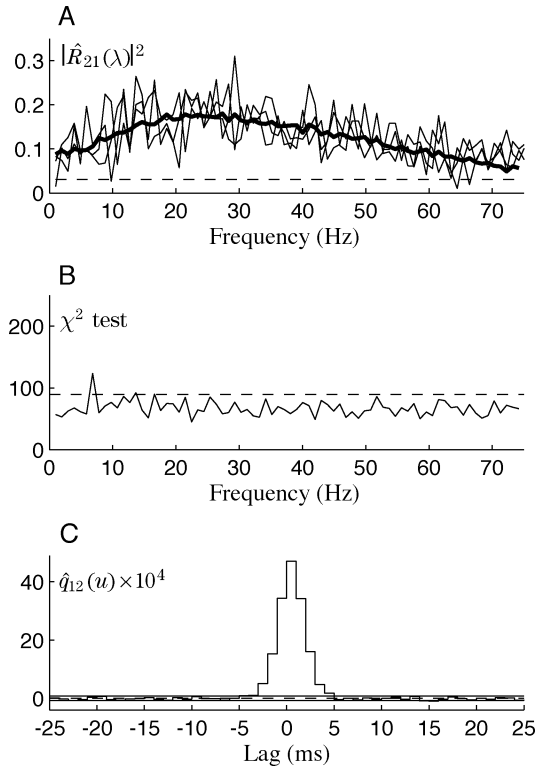 A
|R̂₂₁(λ)|²
0.3
0.2
0.1
0
0 10 20 30 40 50 60 70
Frequency (Hz)
B
χ² test
200
100
0
0 10 20 30 40 50 60 70
Frequency (Hz)
C
q̂₁₂(u)×10⁴
40
20
0
-25 -20 -15 -10 -5 0 5 10 15 20 25
Lag (ms)